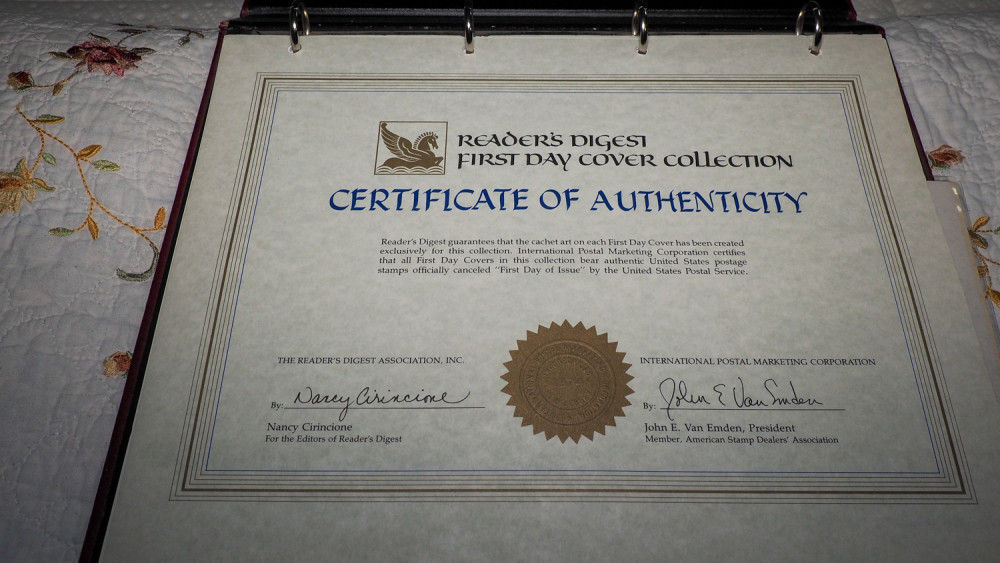 READER'S DIGEST
FIRST DAY COVER COLLECTION
CERTIFICATE OF AUTHENTICITY
Reader's Digest guarantees that the cachet art on each First Day Cover has been created
exclusively for this collection. International Postal Marketing Corporation certifies
that all First Day Covers in this collection bear authentic United States postage
stamps officially canceled "First Day of Issue" by the United States Postal Service.
THE READER'S DIGEST ASSOCIATION, INC.
By: Nancy Cirincione
Nancy Cirincione
For the Editors of Reader's Digest
INTERNATIONAL POSTAL MARKETING CORPORATION
By: John E Van Emden
John E. Van Emden, President
Member, American Stamp Dealers' Association